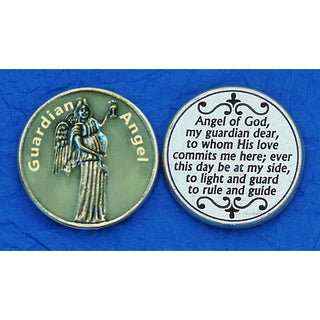 Guardian Angel
Angel of God,
my guardian dear,
to whom His love
commits me here; ever
this day be at my side,
to light and guard
to rule and guide